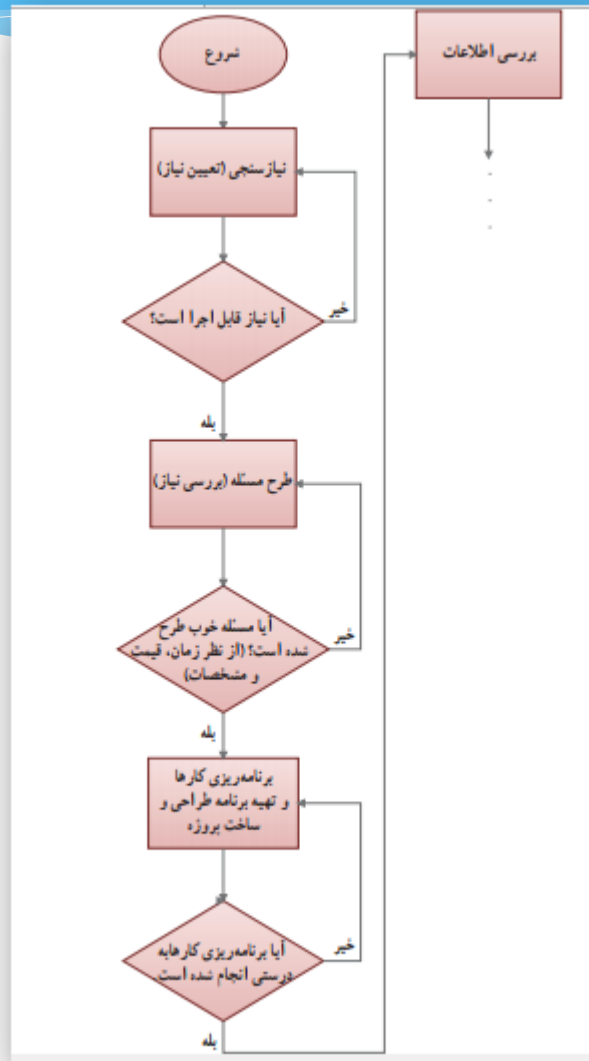 شروع
نیازسنجی (تعیین نیاز)
آیا نیاز قابل اجرا است؟
خیر
بله
طرح مسئله (بررسی نیاز)
آیا مسئله خوب طرح
شده است؟ (از نظر زمان، قیمت
و مشخصات)
خیر
بله
برنامه‌ریزی کارها
و تهیه برنامه طراحی و
ساخت پروژه
آیا برنامه‌ریزی کارهابه
درستی انجام شده است
خیر
بله
بررسی اطلاعات